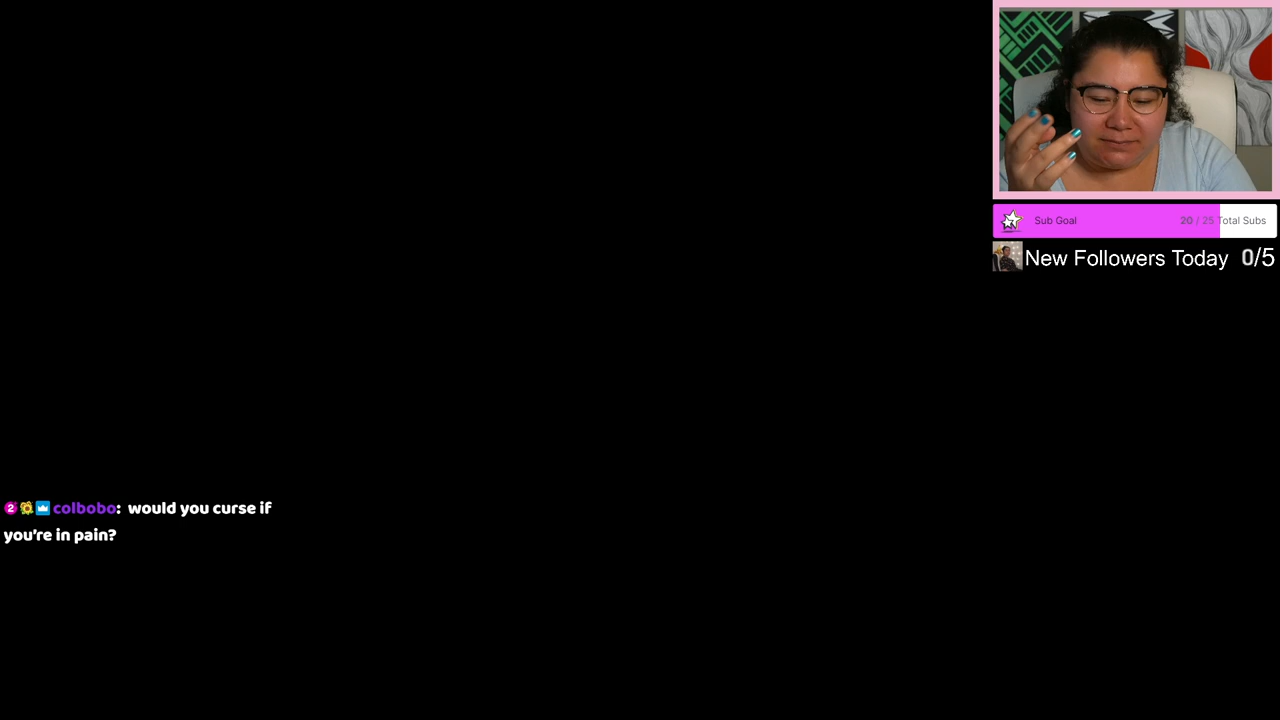 Sub Goal 20 / 25 Total Subs
New Followers Today 0/5
2 colbobo: would you curse if
you're in pain?